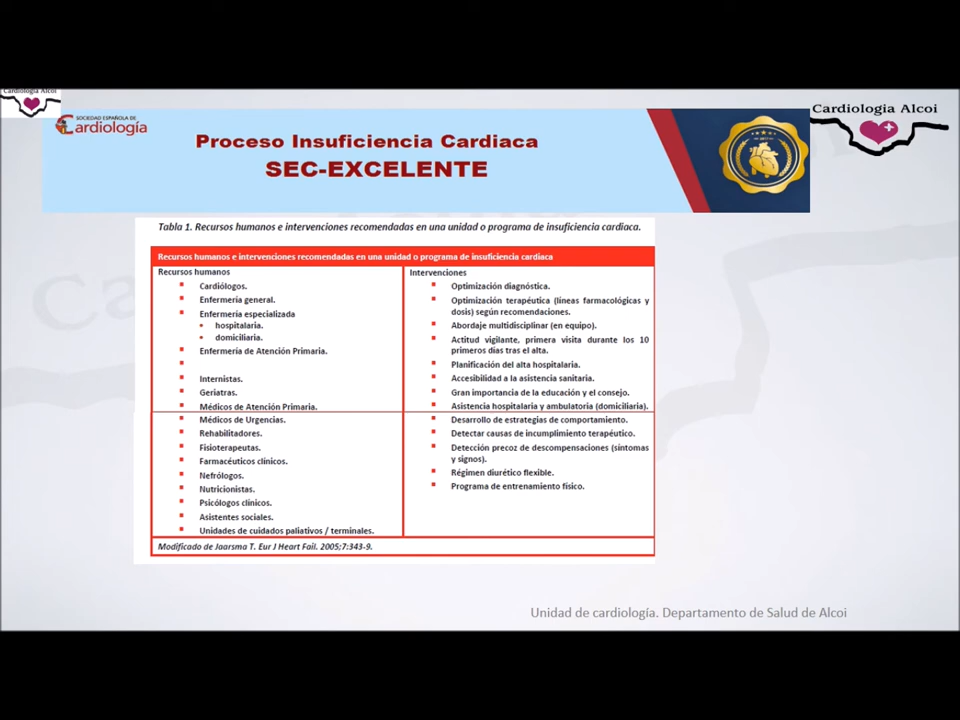 Cardiología Alcoi
SOCIEDAD ESPAÑOLA DE
Cardiología
Proceso Insuficiencia Cardiaca
SEC-EXCELENTE
Cardiologia Alcoi
Tabla 1. Recursos humanos e intervenciones recomendadas en una unidad o programa de insuficiencia cardiaca.
Recursos humanos e intervenciones recomendadas en una unidad o programa de insuficiencia cardiaca
Recursos humanos
Cardiólogos.
Enfermería general.
Enfermería especializada
hospitalaria.
domiciliaria.
Enfermería de Atención Primaria.
Internistas.
Geriatras.
Médicos de Atención Primaria.
Médicos de Urgencias.
Rehabilitadores.
Fisioterapeutas.
Farmacéuticos clínicos.
Nefrólogos.
Nutricionistas.
Psicólogos clínicos.
Asistentes sociales.
Unidades de cuidados paliativos / terminales.
Intervenciones
Optimización diagnóstica.
Optimización terapéutica (líneas farmacológicas y
dosis) según recomendaciones.
Abordaje multidisciplinar (en equipo).
Actitud vigilante, primera visita durante los 10
primeros días tras el alta.
Planificación del alta hospitalaria.
Accesibilidad a la asistencia sanitaria.
Gran importancia de la educación y el consejo.
Asistencia hospitalaria y ambulatoria (domiciliaria).
Desarrollo de estrategias de comportamiento.
Detectar causas de incumplimiento terapéutico.
Detección precoz de descompensaciones (síntomas
y signos).
Régimen diurético flexible.
Programa de entrenamiento físico.
Modificado de Jaarsma T. Eur J Heart Fail. 2005;7:343-9.
Unidad de cardiología. Departamento de Salud de Alcoi